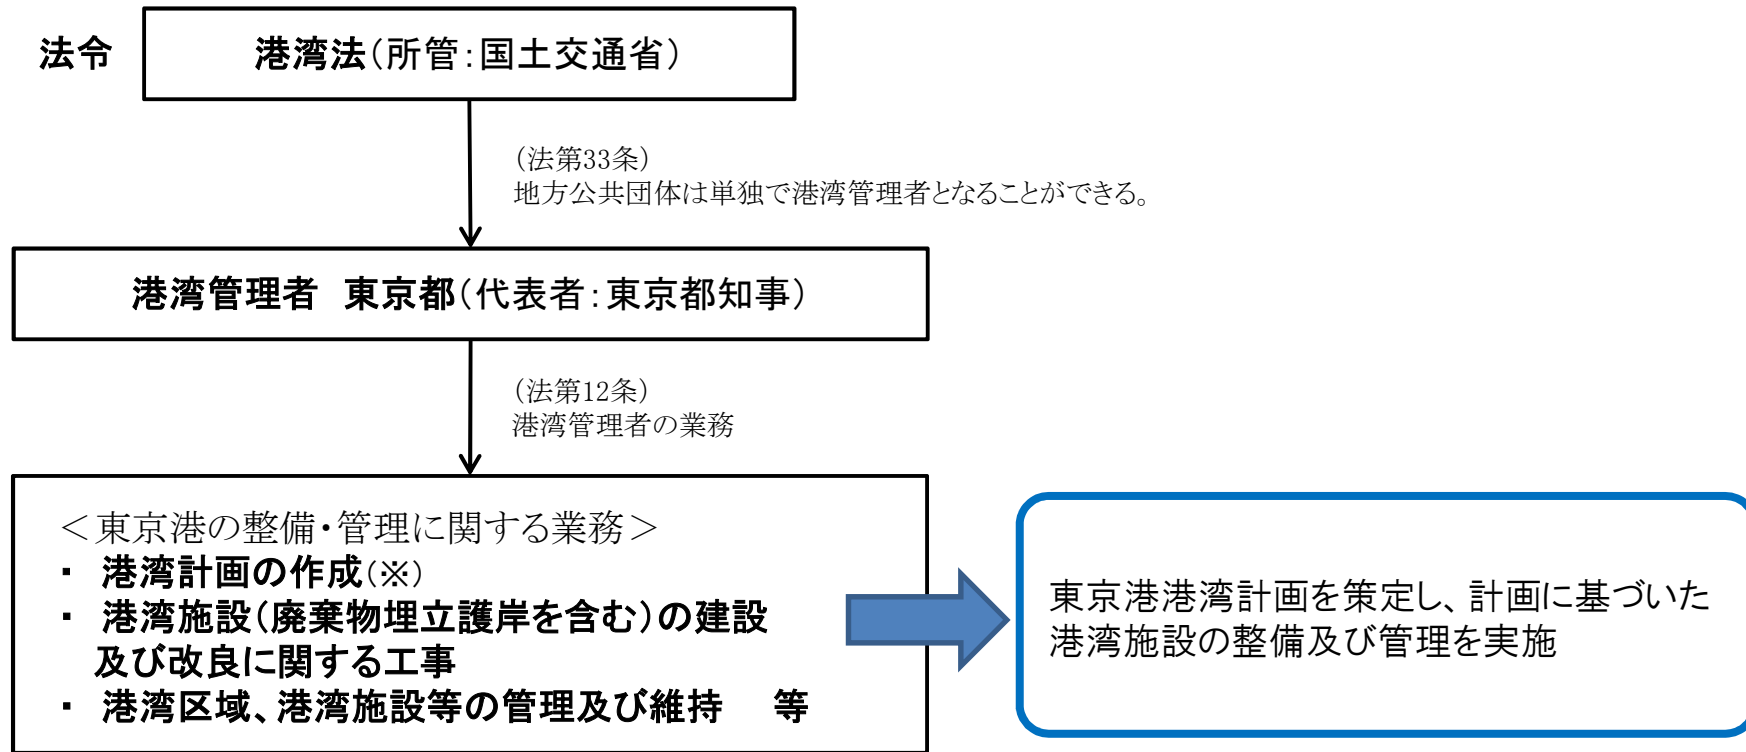 法令
港湾法(所管:国土交通省)
(法第33条)
地方公共団体は単独で港湾管理者となることができる。
港湾管理者　東京都(代表者:東京都知事)
(法第12条)
港湾管理者の業務
＜東京港の整備・管理に関する業務＞
・ 港湾計画の作成(※)
・ 港湾施設(廃棄物埋立護岸を含む)の建設
及び改良に関する工事
・ 港湾区域、港湾施設等の管理及び維持　等
東京港港湾計画を策定し、計画に基づいた
港湾施設の整備及び管理を実施